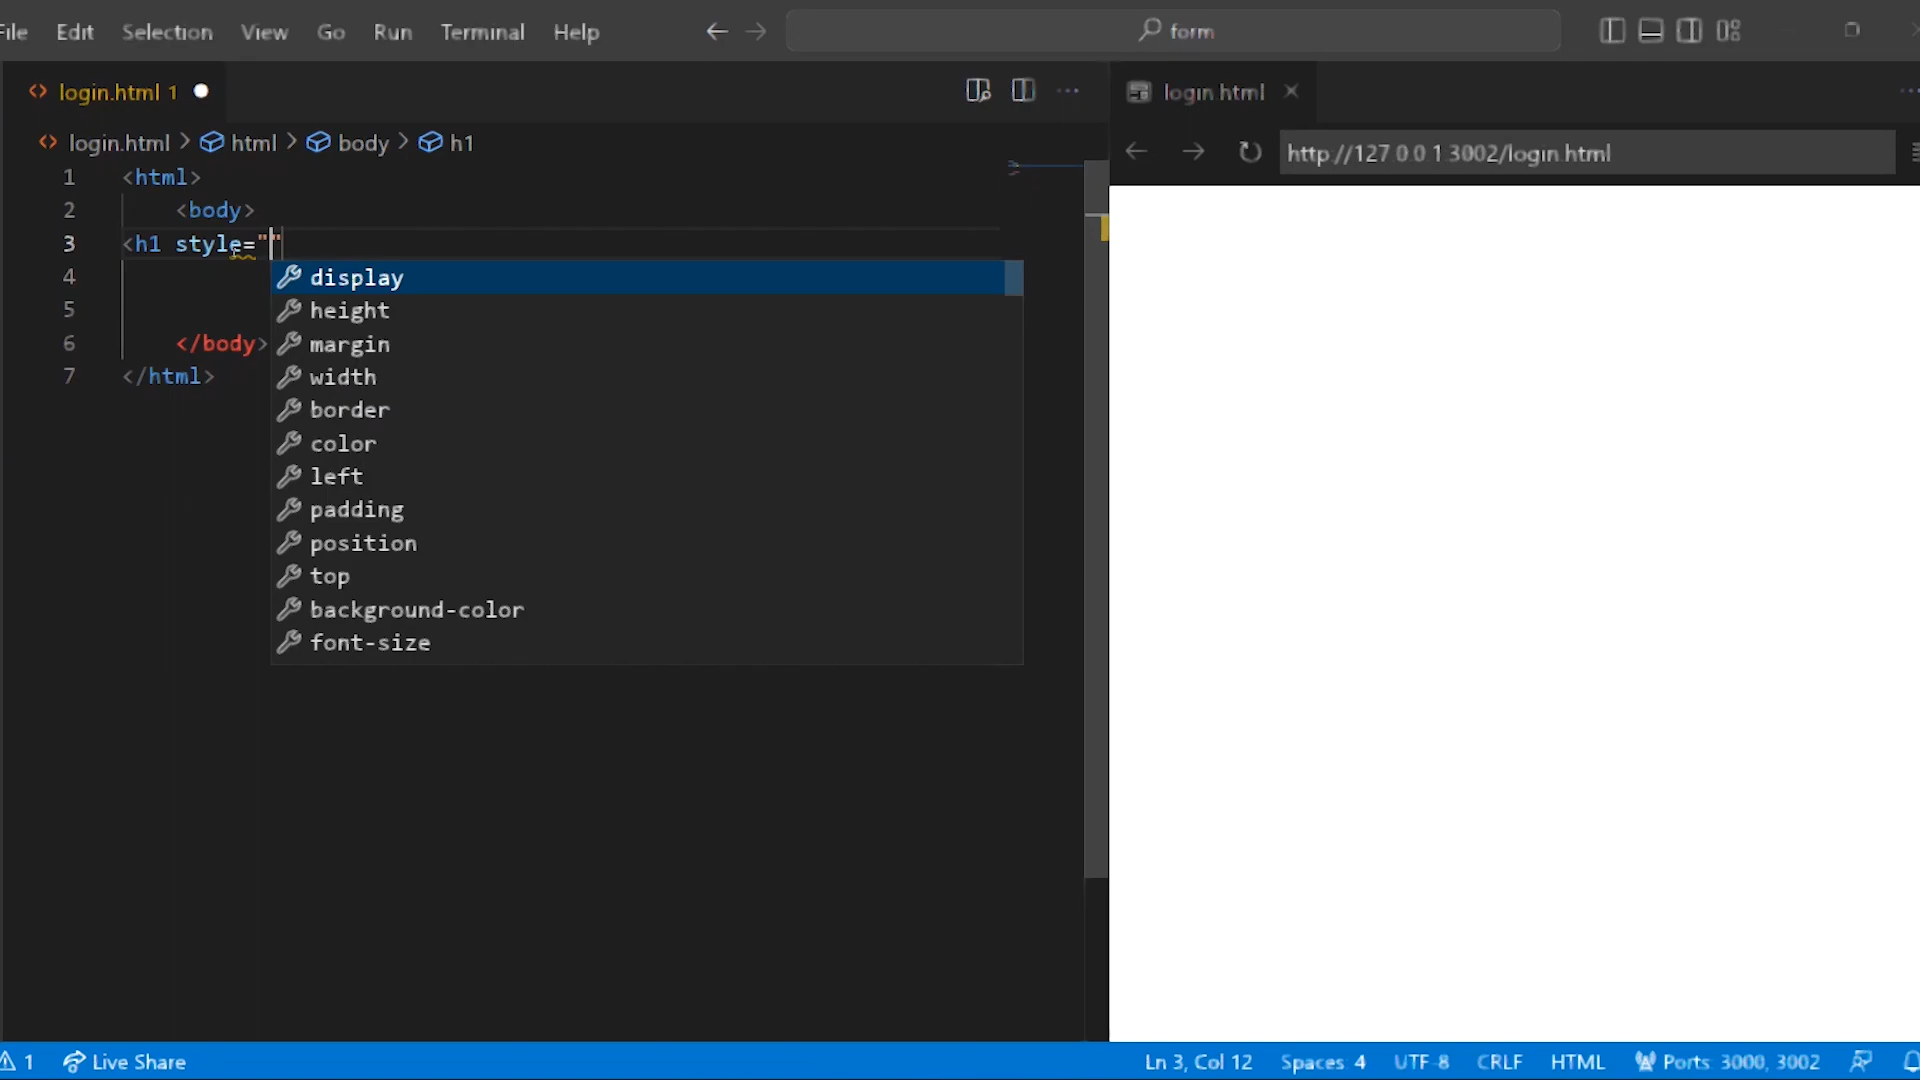 File Edit Selection View Go Run Terminal Help
form
login.html 1
login.html
login.html > html > body > h1
http://127.0.0.1:3002/login.html
1 <html>
2 <body>
3 <h1 style=""
4
5
6 </body>
7 </html>
display
height
margin
width
border
color
left
padding
position
top
background-color
font-size
1 Live Share
Ln 3, Col 12 Spaces: 4 UTF-8 CRLF HTML Ports: 3000, 3002